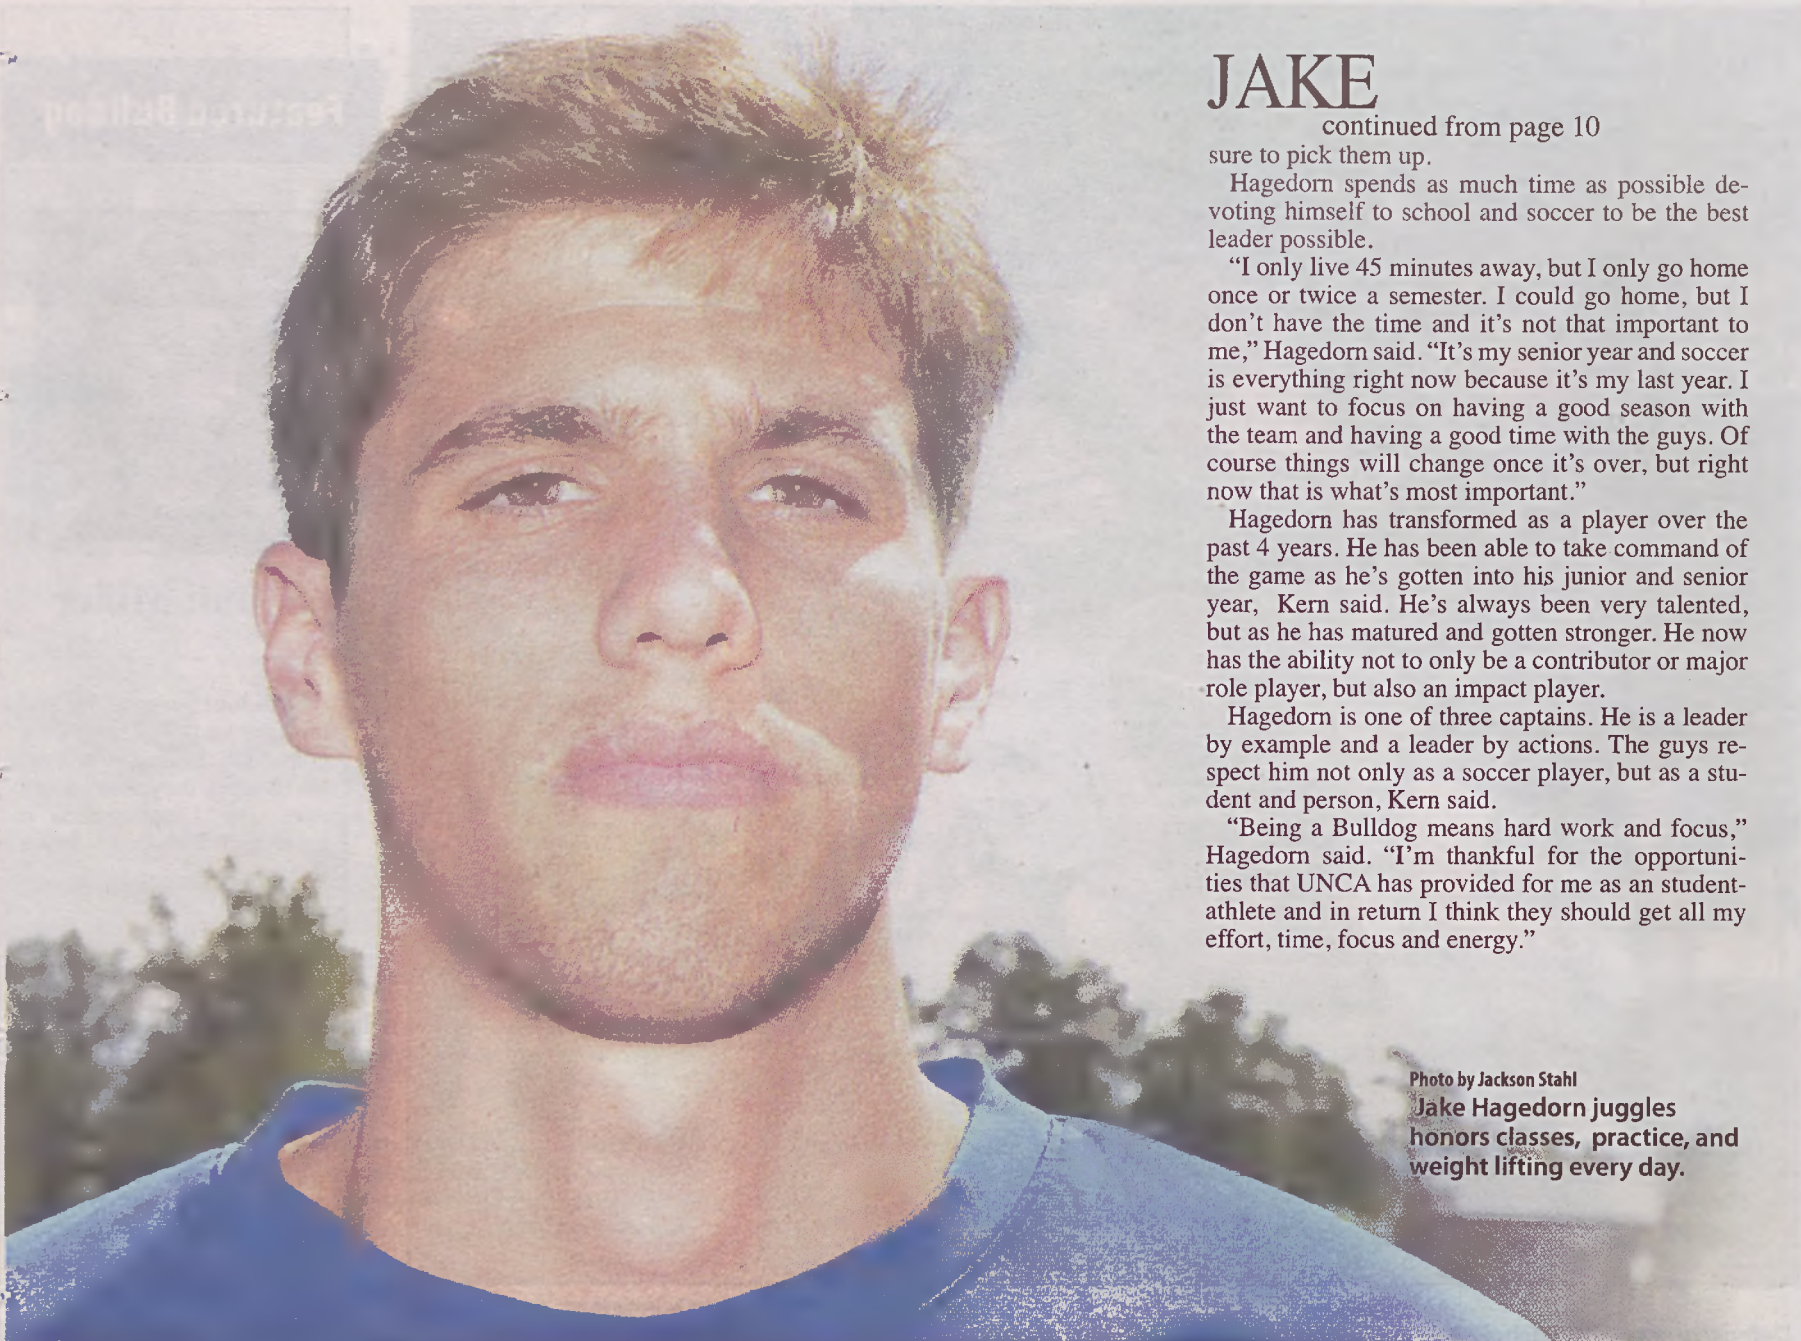 Featured Bulldog
JAKE
continued from page 10
sure to pick them up.
Hagedorn spends as much time as possible de-
voting himself to school and soccer to be the best
leader possible.
“I only live 45 minutes away, but I only go home
once or twice a semester. I could go home, but I
don’t have the time and it’s not that important to
me,” Hagedorn said. “It’s my senior year and soccer
is everything right now because it’s my last year. I
just want to focus on having a good season with
the team and having a good time with the guys. Of
course things will change once it’s over, but right
now that is what’s most important.”
Hagedorn has transformed as a player over the
past 4 years. He has been able to take command of
the game as he’s gotten into his junior and senior
year, Kern said. He’s always been very talented,
but as he has matured and gotten stronger. He now
has the ability not to only be a contributor or major
role player, but also an impact player.
Hagedorn is one of three captains. He is a leader
by example and a leader by actions. The guys re-
spect him not only as a soccer player, but as a stu-
dent and person, Kern said.
“Being a Bulldog means hard work and focus,”
Hagedorn said. “I’m thankful for the opportuni-
ties that UNCA has provided for me as an student-
athlete and in return I think they should get all my
effort, time, focus and energy.”
Photo by Jackson Stahl
Jake Hagedorn juggles
honors classes, practice, and
weight lifting every day.